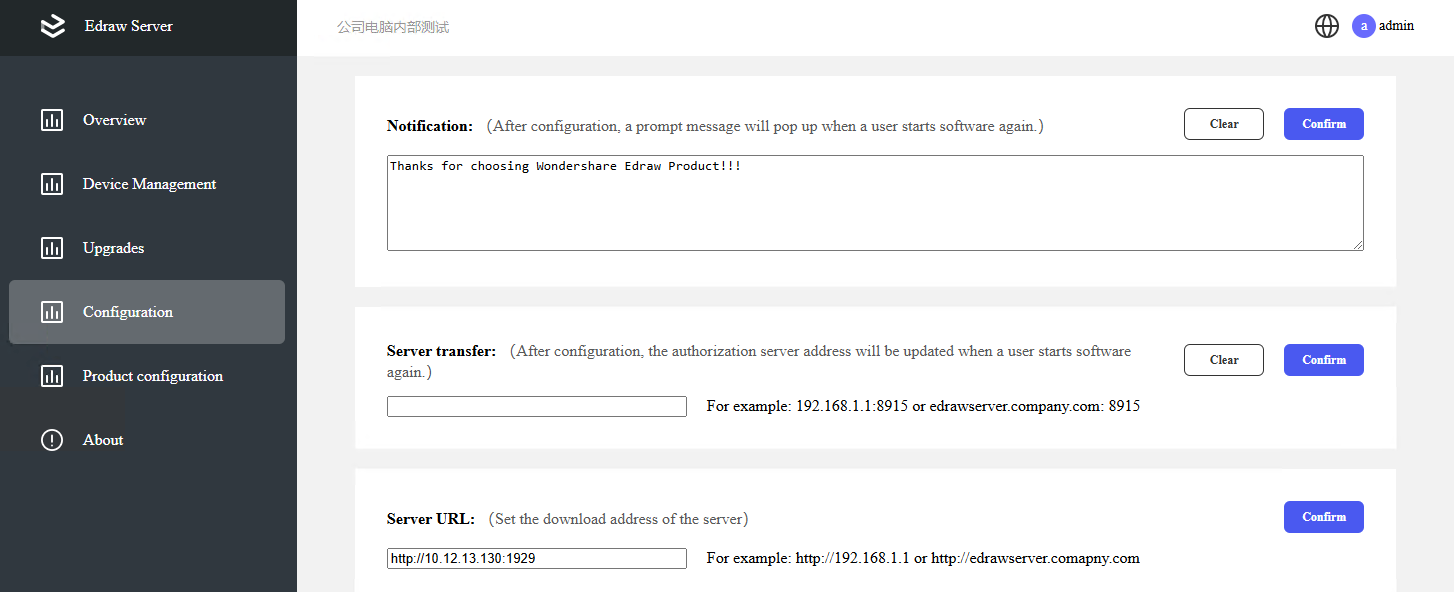 Edraw Server
公司电脑内部测试
a admin
Overview
Device Management
Upgrades
Configuration
Product configuration
About
Notification: (After configuration, a prompt message will pop up when a user starts software again.)
Clear
Confirm
Thanks for choosing Wondershare Edraw Product!!!
Server transfer: (After configuration, the authorization server address will be updated when a user starts software
again.)
Clear
Confirm
For example: 192.168.1.1:8915 or edrawserver.company.com: 8915
Server URL: (Set the download address of the server)
Confirm
http://10.12.13.130:1929
For example: http://192.168.1.1 or http://edrawserver.comapny.com